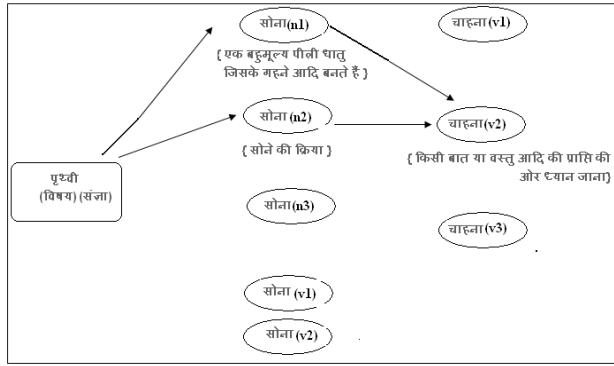 सोना(n1)
चाहना(v1)
{ एक बहुमूल्य पीली धातु
जिसके गहने आदि बनते हैं }
सोना(n2)
चाहना(v2)
{ सोने की क्रिया }
{ किसी बात या वस्तु आदि की प्राप्ति की
ओर ध्यान जाना}
पृथ्वी
(विषय) (संज्ञा)
सोना(n3)
चाहना(v3)
सोना (v1)
सोना (v2)